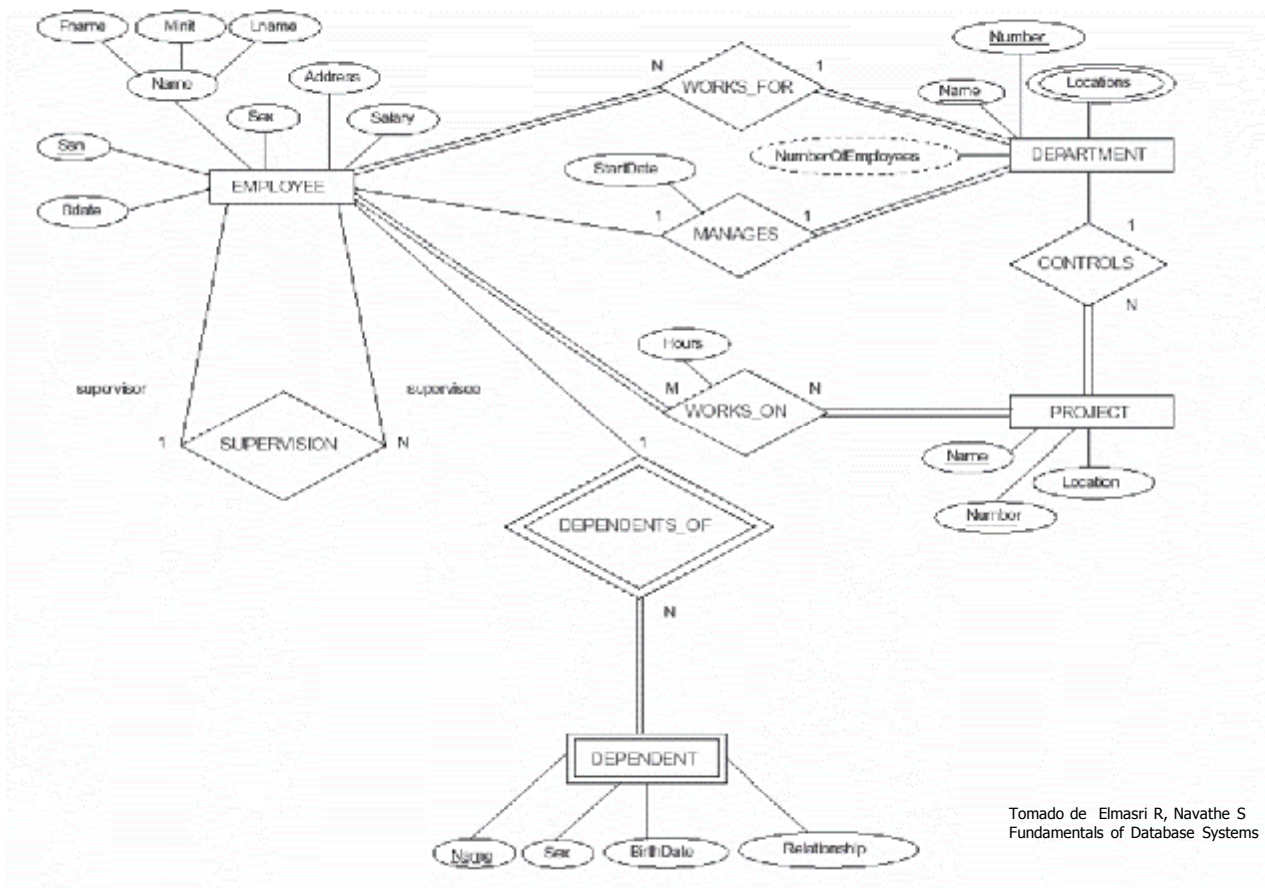 Fname Minit Lname
Number
Name
Address
N
WORKS_FOR
1
Locations
Name
Sex
Salary
Ssn
NumberOfEmployees
DEPARTMENT
StartDate
EMPLOYEE
Bdate
1
MANAGES
1
1
CONTROLS
N
Hours
supervisor
supervisee
M
N
WORKS_ON
PROJECT
1
SUPERVISION
N
1
Name
Location
Number
DEPENDENTS_OF
N
DEPENDENT
Tomado de Elmasri R, Navathe S
Fundamentals of Database Systems
Name Sex BirthDate Relationship